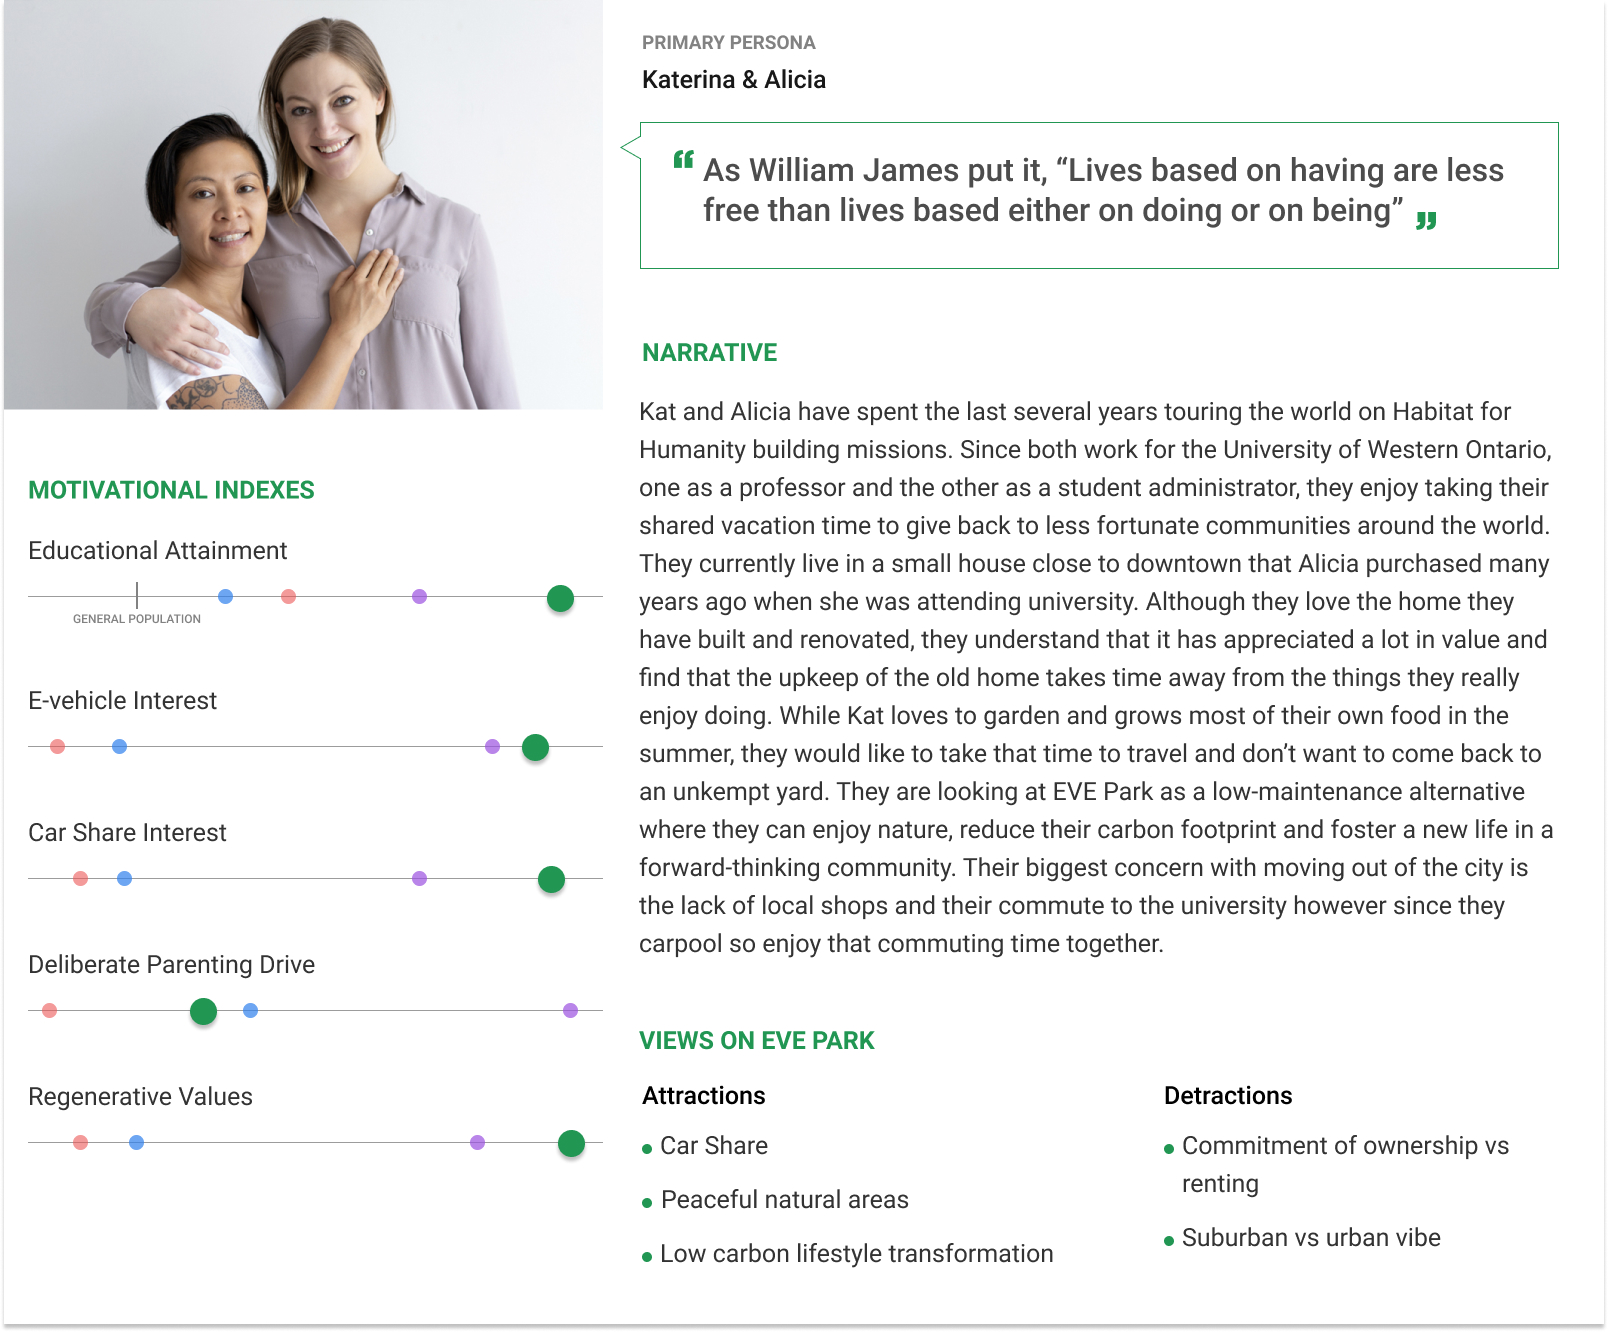 PRIMARY PERSONA
Katerina & Alicia
“ As William James put it, “Lives based on having are less
free than lives based either on doing or on being” ”
MOTIVATIONAL INDEXES
Educational Attainment
GENERAL POPULATION
E-vehicle Interest
Car Share Interest
Deliberate Parenting Drive
Regenerative Values
NARRATIVE
Kat and Alicia have spent the last several years touring the world on Habitat for
Humanity building missions. Since both work for the University of Western Ontario,
one as a professor and the other as a student administrator, they enjoy taking their
shared vacation time to give back to less fortunate communities around the world.
They currently live in a small house close to downtown that Alicia purchased many
years ago when she was attending university. Although they love the home they
have built and renovated, they understand that it has appreciated a lot in value and
find that the upkeep of the old home takes time away from the things they really
enjoy doing. While Kat loves to garden and grows most of their own food in the
summer, they would like to take that time to travel and don’t want to come back to
an unkempt yard. They are looking at EVE Park as a low-maintenance alternative
where they can enjoy nature, reduce their carbon footprint and foster a new life in a
forward-thinking community. Their biggest concern with moving out of the city is
the lack of local shops and their commute to the university however since they
carpool so enjoy that commuting time together.
VIEWS ON EVE PARK
Attractions
Car Share
Peaceful natural areas
Low carbon lifestyle transformation
Detractions
Commitment of ownership vs
renting
Suburban vs urban vibe